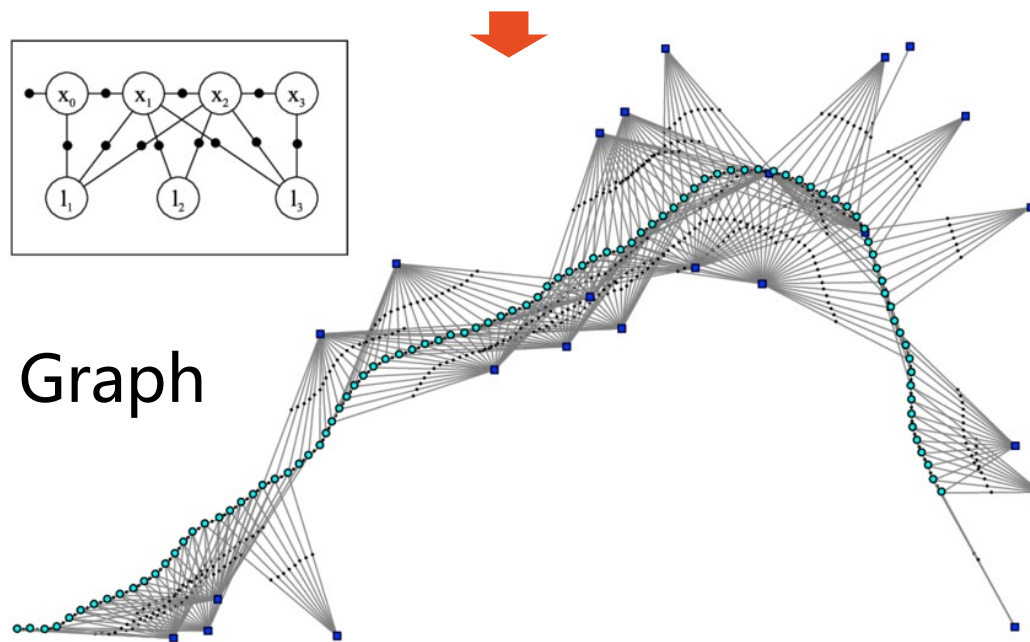 x₀ x₁ x₂ x₃
l₁ l₂ l₃
Graph